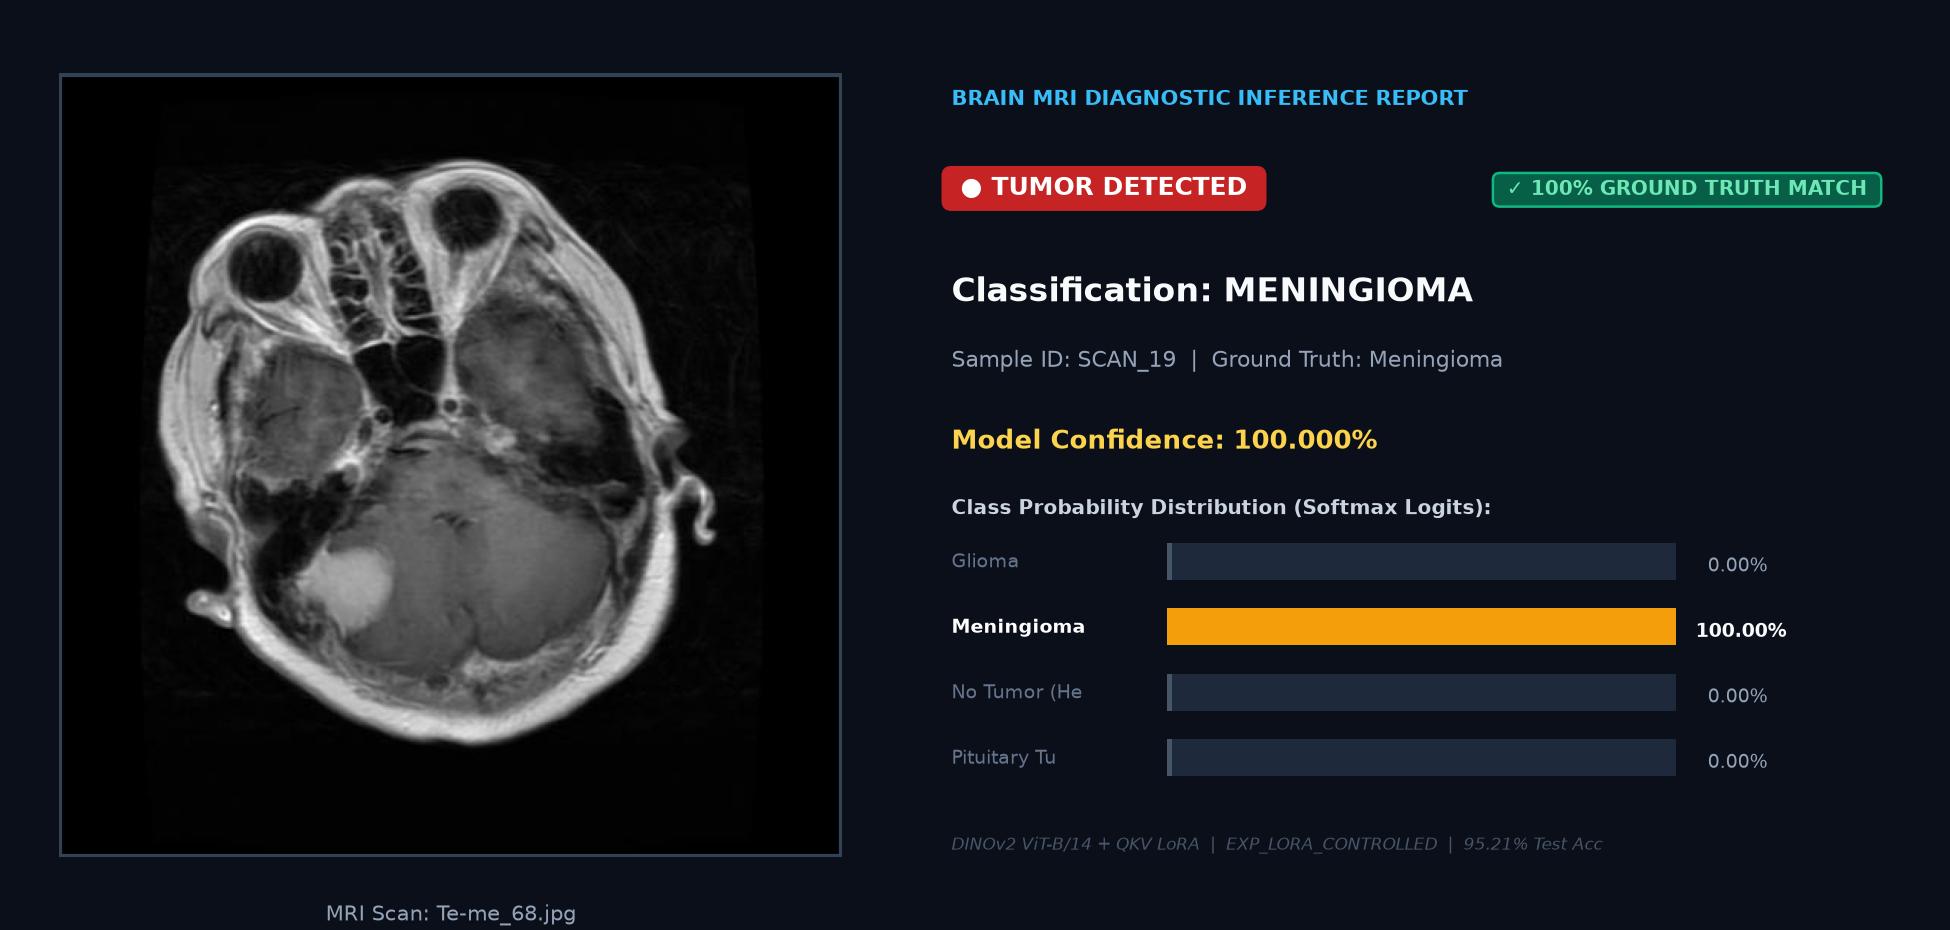 BRAIN MRI DIAGNOSTIC INFERENCE REPORT
● TUMOR DETECTED
✓ 100% GROUND TRUTH MATCH
Classification: MENINGIOMA
Sample ID: SCAN_19 | Ground Truth: Meningioma
Model Confidence: 100.000%
Class Probability Distribution (Softmax Logits):
Glioma 0.00%
Meningioma 100.00%
No Tumor (He 0.00%
Pituitary Tu 0.00%
DINOv2 ViT-B/14 + QKV LoRA | EXP_LORA_CONTROLLED | 95.21% Test Acc
MRI Scan: Te-me_68.jpg